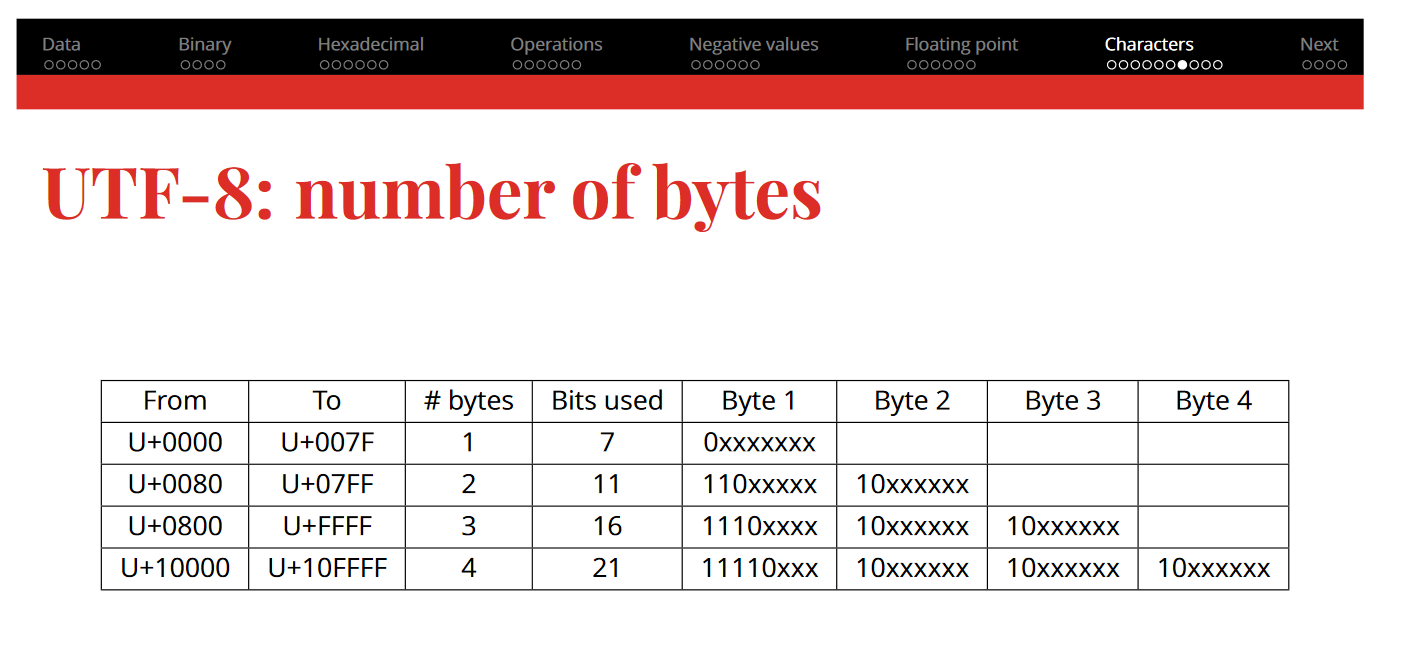 Data Binary Hexadecimal Operations Negative values Floating point Characters Next
UTF-8: number of bytes
From To # bytes Bits used Byte 1 Byte 2 Byte 3 Byte 4
U+0000 U+007F 1 7 0xxxxxxx
U+0080 U+07FF 2 11 110xxxxx 10xxxxxx
U+0800 U+FFFF 3 16 1110xxxx 10xxxxxx 10xxxxxx
U+10000 U+10FFFF 4 21 11110xxx 10xxxxxx 10xxxxxx 10xxxxxx